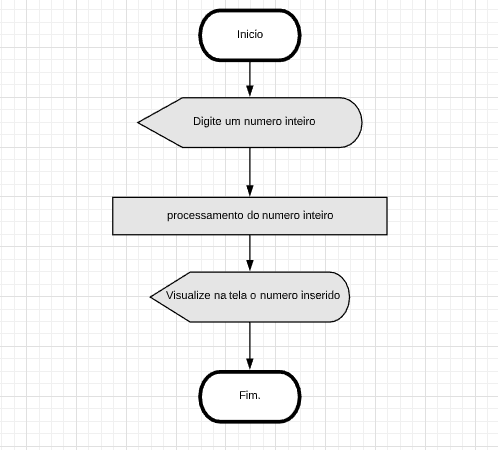 Inicio
Digite um numero inteiro
processamento do numero inteiro
Visualize na tela o numero inserido
Fim.